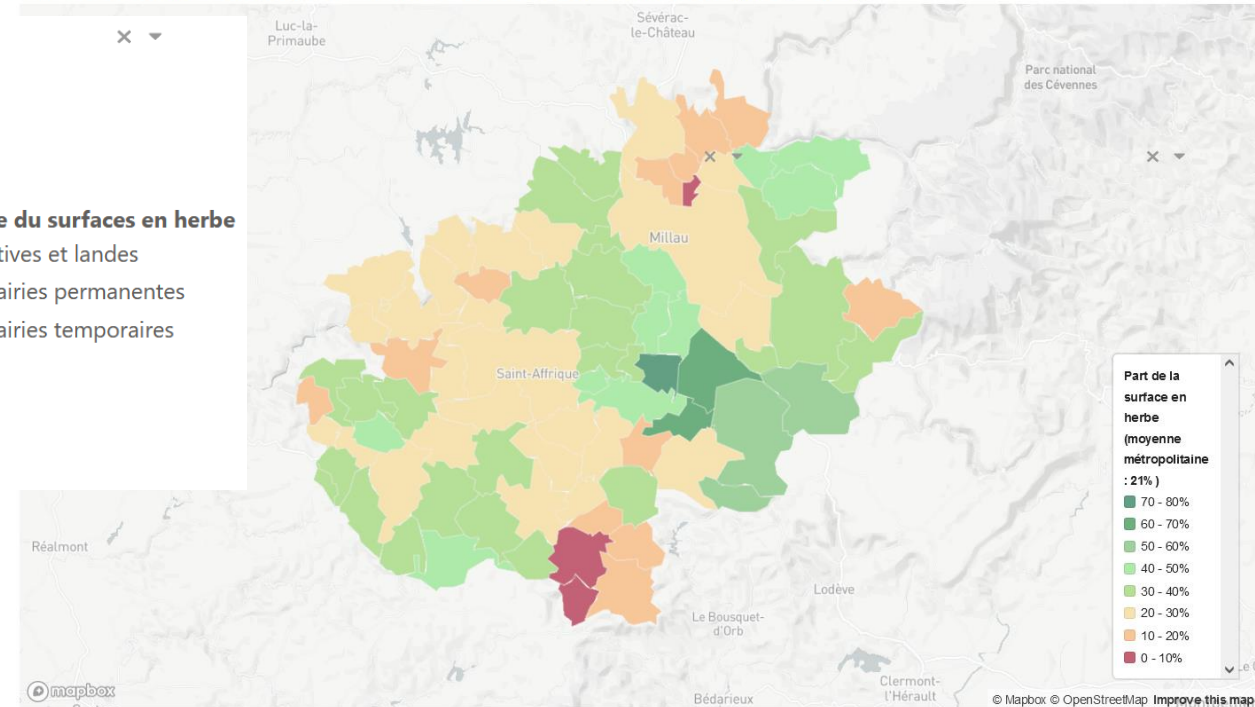 e du surfaces en herbe
tives et landes
airies permanentes
airies temporaires
Luc-la-
Primaube
Sévérac-
le-Château
Parc national
des Cévennes
Millau
Saint-Affrique
Réalmont
Lodève
Le Bousquet-
d'Orb
Clermont-
l'Hérault
Bédarieux
Part de la
surface en
herbe
(moyenne
métropolitaine
: 21% )
70 - 80%
60 - 70%
50 - 60%
40 - 50%
30 - 40%
20 - 30%
10 - 20%
0 - 10%
mapbox
© Mapbox © OpenStreetMap Improve this map